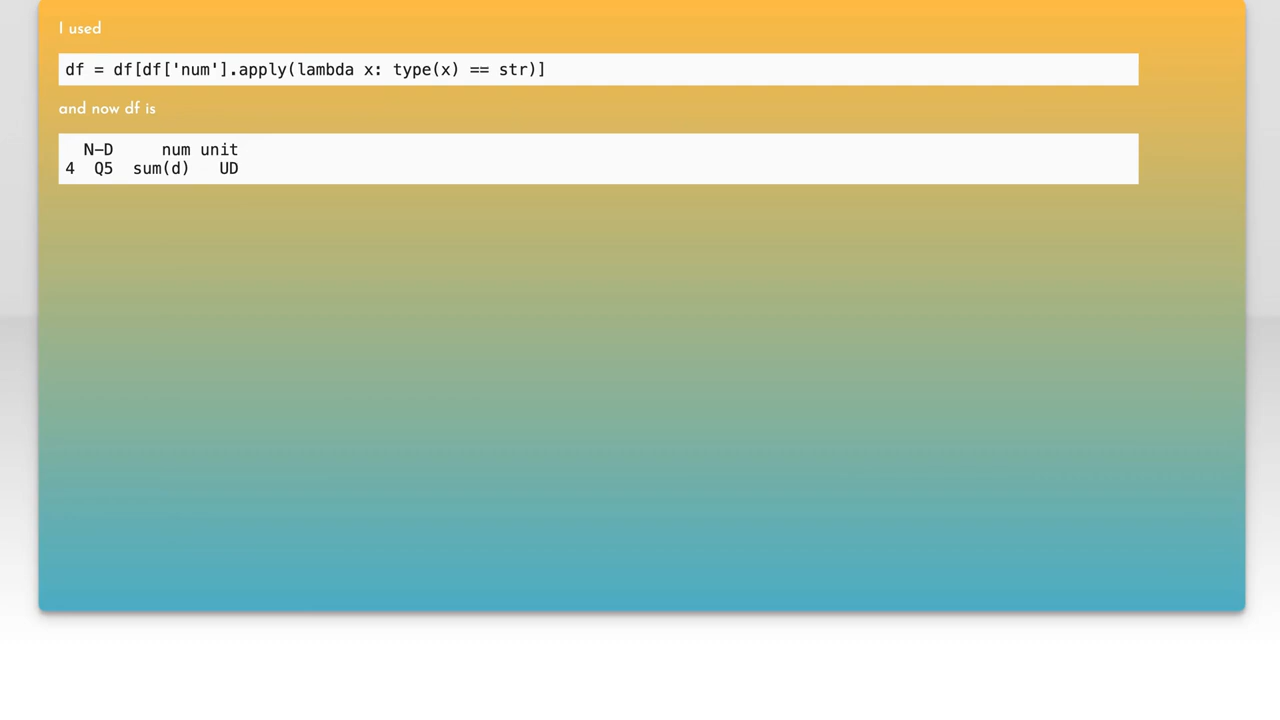 I used
df = df[df['num'].apply(lambda x: type(x) == str)]
and now df is
  N-D     num unit
4  Q5  sum(d)   UD